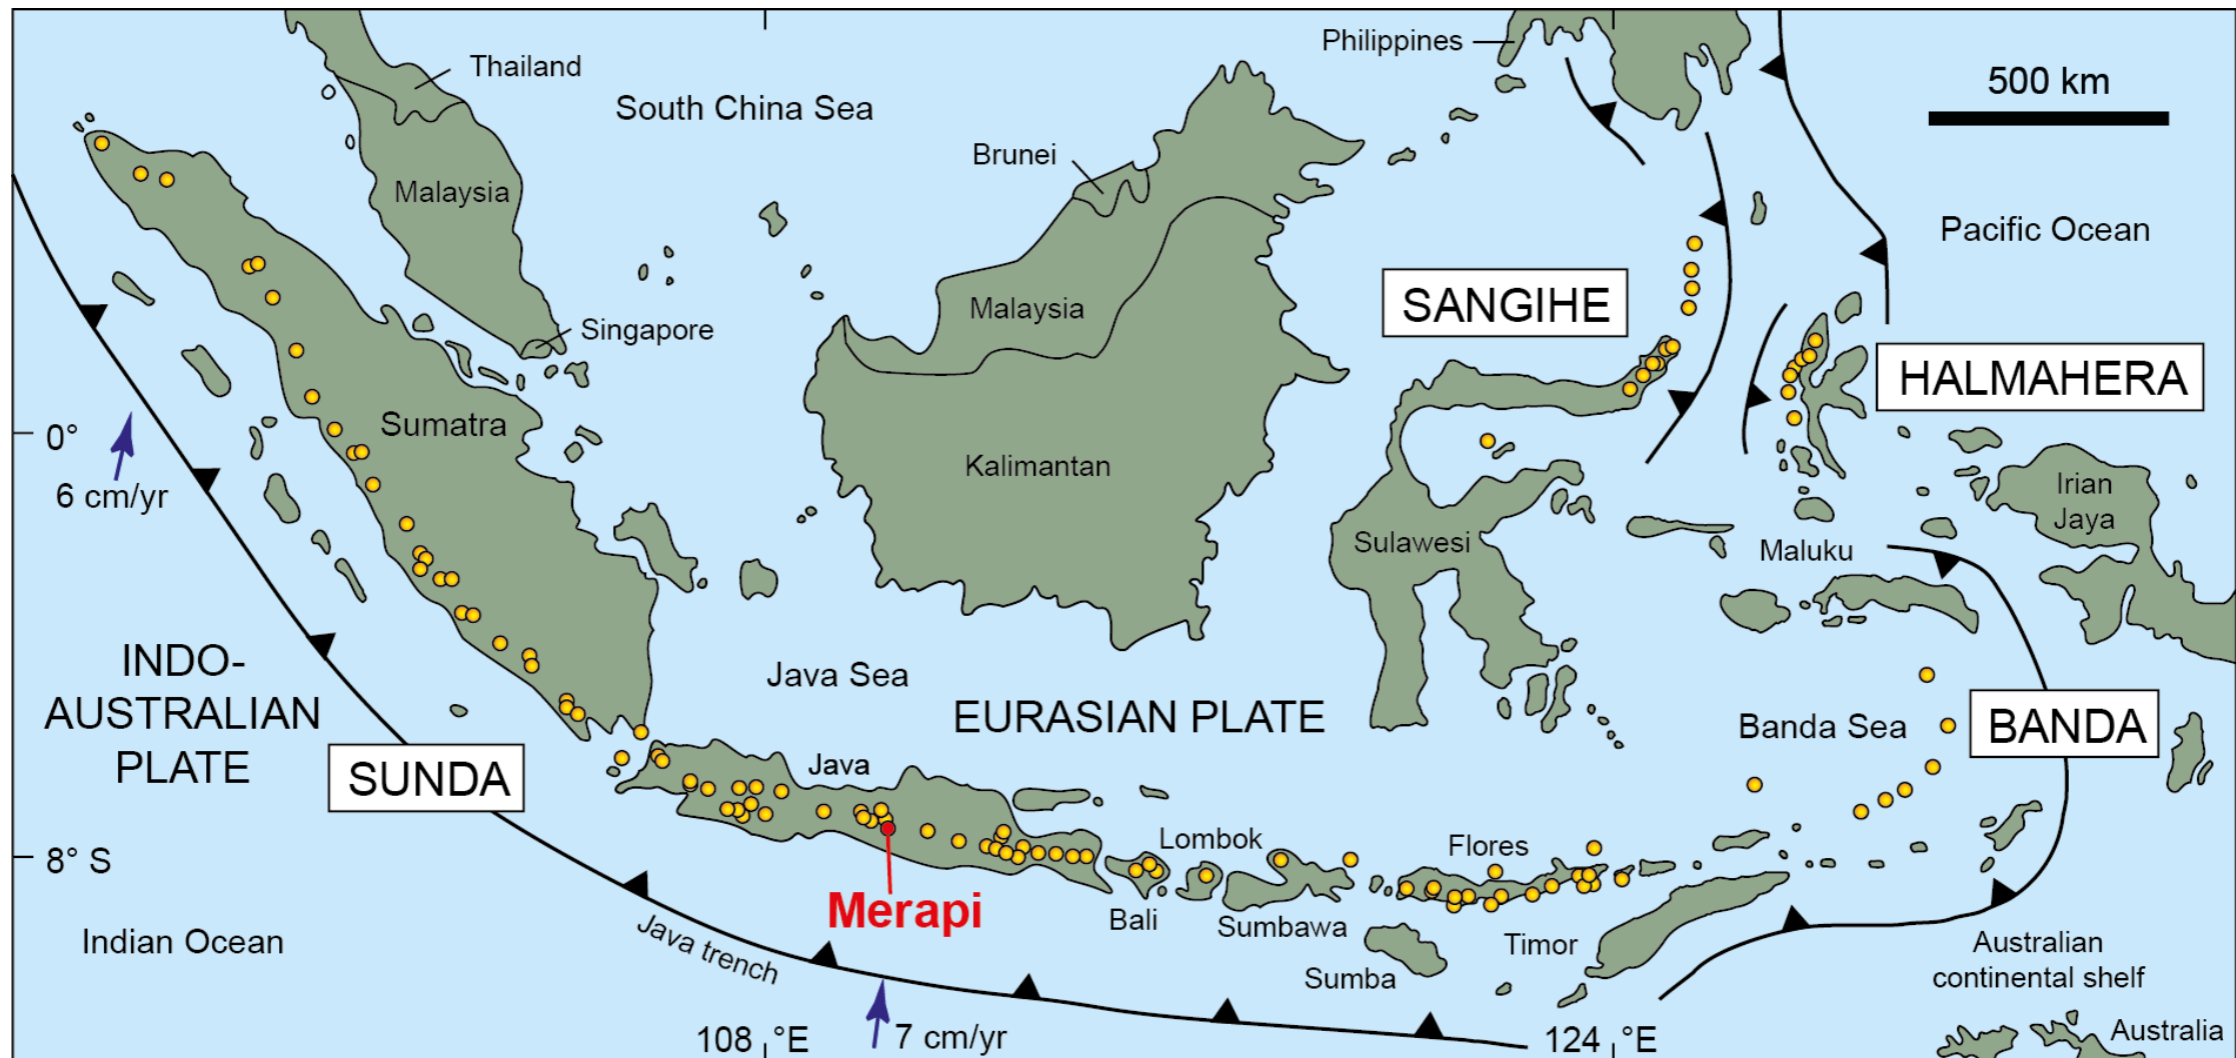 Philippines
Thailand
500 km
South China Sea
Brunei
Malaysia
Pacific Ocean
SANGIHE
Malaysia
Singapore
HALMAHERA
Sumatra
0°
Kalimantan
6 cm/yr
Irian
Jaya
Sulawesi
Maluku
INDO-
AUSTRALIAN
PLATE
Java Sea
EURASIAN PLATE
Banda Sea
BANDA
SUNDA
Java
Lombok
Flores
8° S
Merapi
Bali
Sumbawa
Timor
Indian Ocean
Java trench
Sumba
Australian
continental shelf
108 °E
7 cm/yr
124 °E
Australia